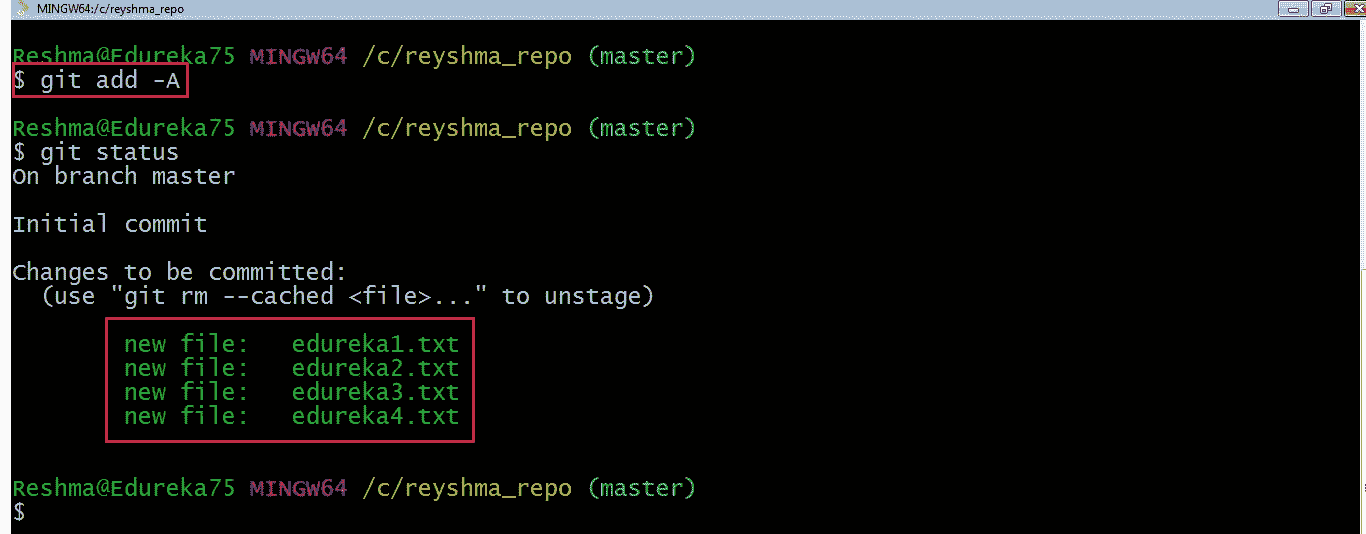 MINGW64:/c/reyshma_repo
Reshma@Edureka75 MINGW64 /c/reyshma_repo (master)
$ git add -A
Reshma@Edureka75 MINGW64 /c/reyshma_repo (master)
$ git status
On branch master
Initial commit
Changes to be committed:
  (use "git rm --cached <file>..." to unstage)
        new file:   edureka1.txt
        new file:   edureka2.txt
        new file:   edureka3.txt
        new file:   edureka4.txt
Reshma@Edureka75 MINGW64 /c/reyshma_repo (master)
$